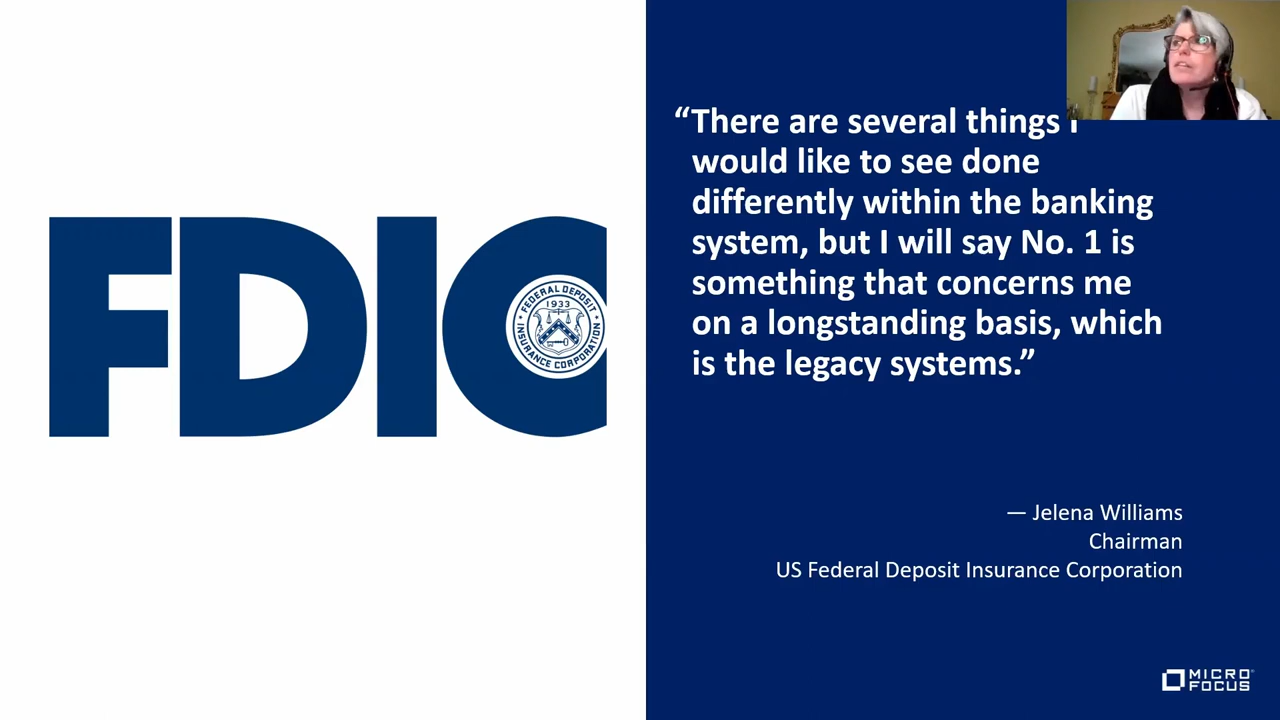 FDIC
FEDERAL DEPOSIT
1933
INSURANCE CORPORATION
“There are several things I
would like to see done
differently within the banking
system, but I will say No. 1 is
something that concerns me
on a longstanding basis, which
is the legacy systems.”
— Jelena Williams
Chairman
US Federal Deposit Insurance Corporation
MICRO
FOCUS